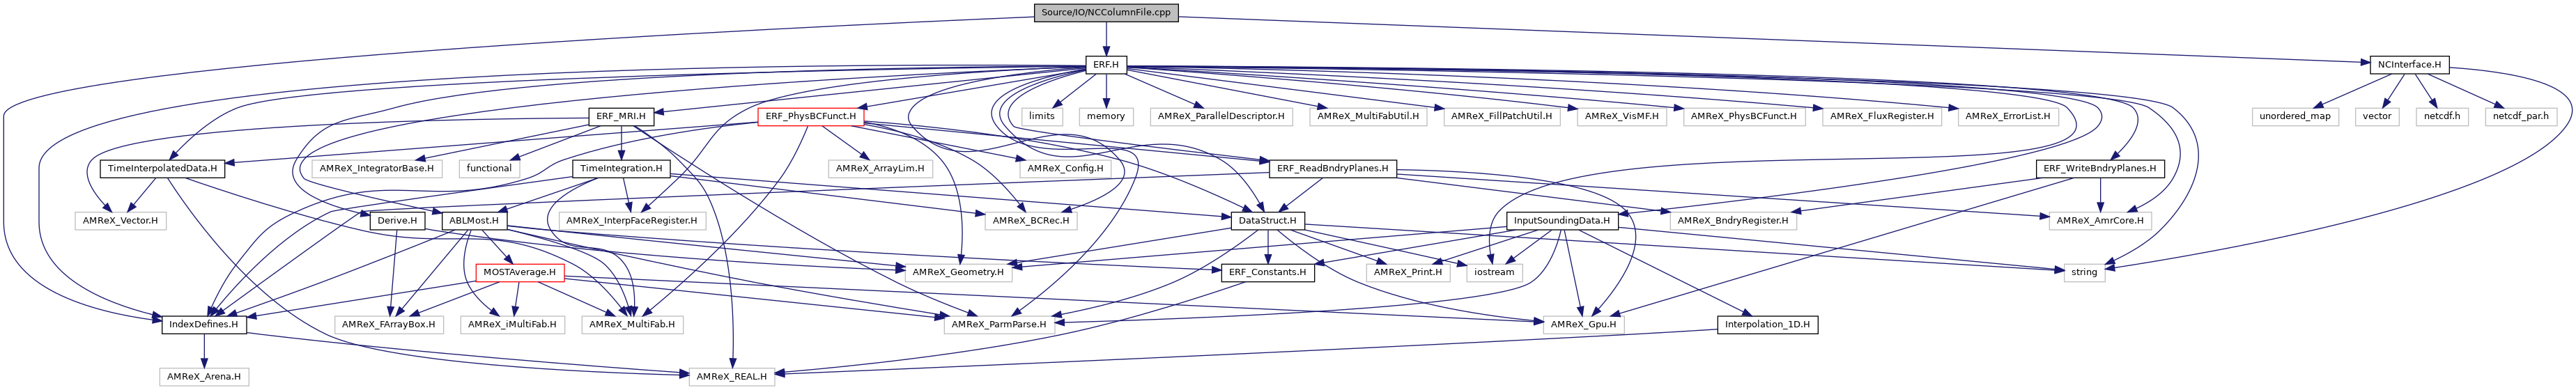 Source/IO/NCColumnFile.cpp
ERF.H
NCInterface.H
ERF_MRI.H
ERF_PhysBCFunct.H
limits
memory
AMReX_ParallelDescriptor.H
AMReX_MultiFabUtil.H
AMReX_FillPatchUtil.H
AMReX_VisMF.H
AMReX_PhysBCFunct.H
AMReX_FluxRegister.H
AMReX_ErrorList.H
unordered_map
vector
netcdf.h
netcdf_par.h
TimeInterpolatedData.H
AMReX_IntegratorBase.H
functional
TimeIntegration.H
AMReX_ArrayLim.H
AMReX_Config.H
ERF_ReadBndryPlanes.H
ERF_WriteBndryPlanes.H
AMReX_Vector.H
Derive.H
ABLMost.H
AMReX_InterpFaceRegister.H
AMReX_BCRec.H
DataStruct.H
InputSoundingData.H
AMReX_BndryRegister.H
AMReX_AmrCore.H
MOSTAverage.H
AMReX_Geometry.H
ERF_Constants.H
AMReX_Print.H
iostream
string
IndexDefines.H
AMReX_FArrayBox.H
AMReX_iMultiFab.H
AMReX_MultiFab.H
AMReX_ParmParse.H
AMReX_Gpu.H
Interpolation_1D.H
AMReX_Arena.H
AMReX_REAL.H